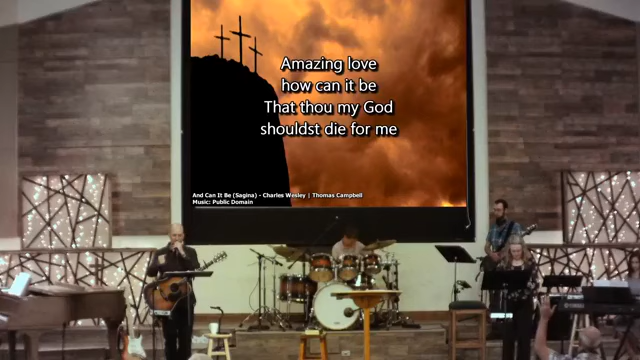 Amazing love
how can it be
That thou my God
shouldst die for me
And Can It Be (Sagina) - Charles Wesley | Thomas Campbell
Music: Public Domain